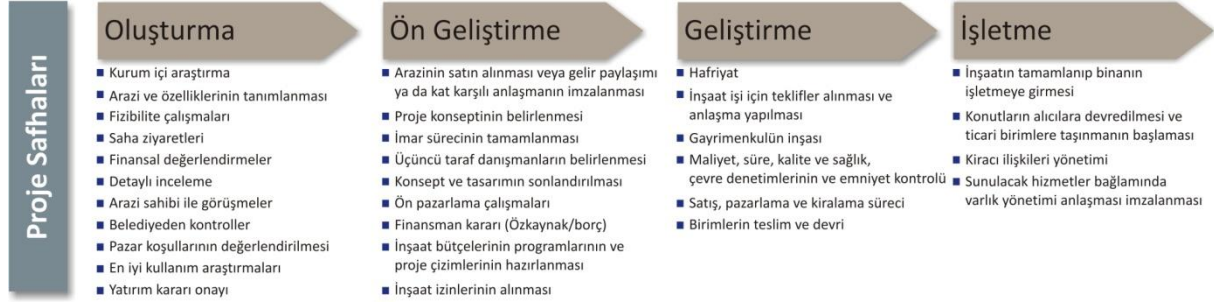 Proje Safhaları
Oluşturma
Kurum içi araştırma
Arazi ve özelliklerinin tanımlanması
Fizibilite çalışmaları
Saha ziyaretleri
Finansal değerlendirmeler
Detaylı inceleme
Arazi sahibi ile görüşmeler
Belediyeden kontroller
Pazar koşullarının değerlendirilmesi
En iyi kullanım araştırmaları
Yatırım kararı onayı
Ön Geliştirme
Arazinin satın alınması veya gelir paylaşımı
ya da kat karşılı anlaşmanın imzalanması
Proje konseptinin belirlenmesi
İmar sürecinin tamamlanması
Üçüncü taraf danışmanların belirlenmesi
Konsept ve tasarımın sonlandırılması
Ön pazarlama çalışmaları
Finansman kararı (Özkaynak/borç)
İnşaat bütçelerinin programlarının ve
proje çizimlerinin hazırlanması
İnşaat izinlerinin alınması
Geliştirme
Hafriyat
İnşaat işi için teklifler alınması ve
anlaşma yapılması
Gayrimenkulün inşası
Maliyet, süre, kalite ve sağlık,
çevre denetimlerinin ve emniyet kontrolü
Satış, pazarlama ve kiralama süreci
Birimlerin teslim ve devri
İşletme
İnşaatın tamamlanıp binanın
işletmeye girmesi
Konutların alıcılara devredilmesi ve
ticari birimlere taşınmanın başlaması
Kiracı ilişkileri yönetimi
Sunulacak hizmetler bağlamında
varlık yönetimi anlaşması imzalanması